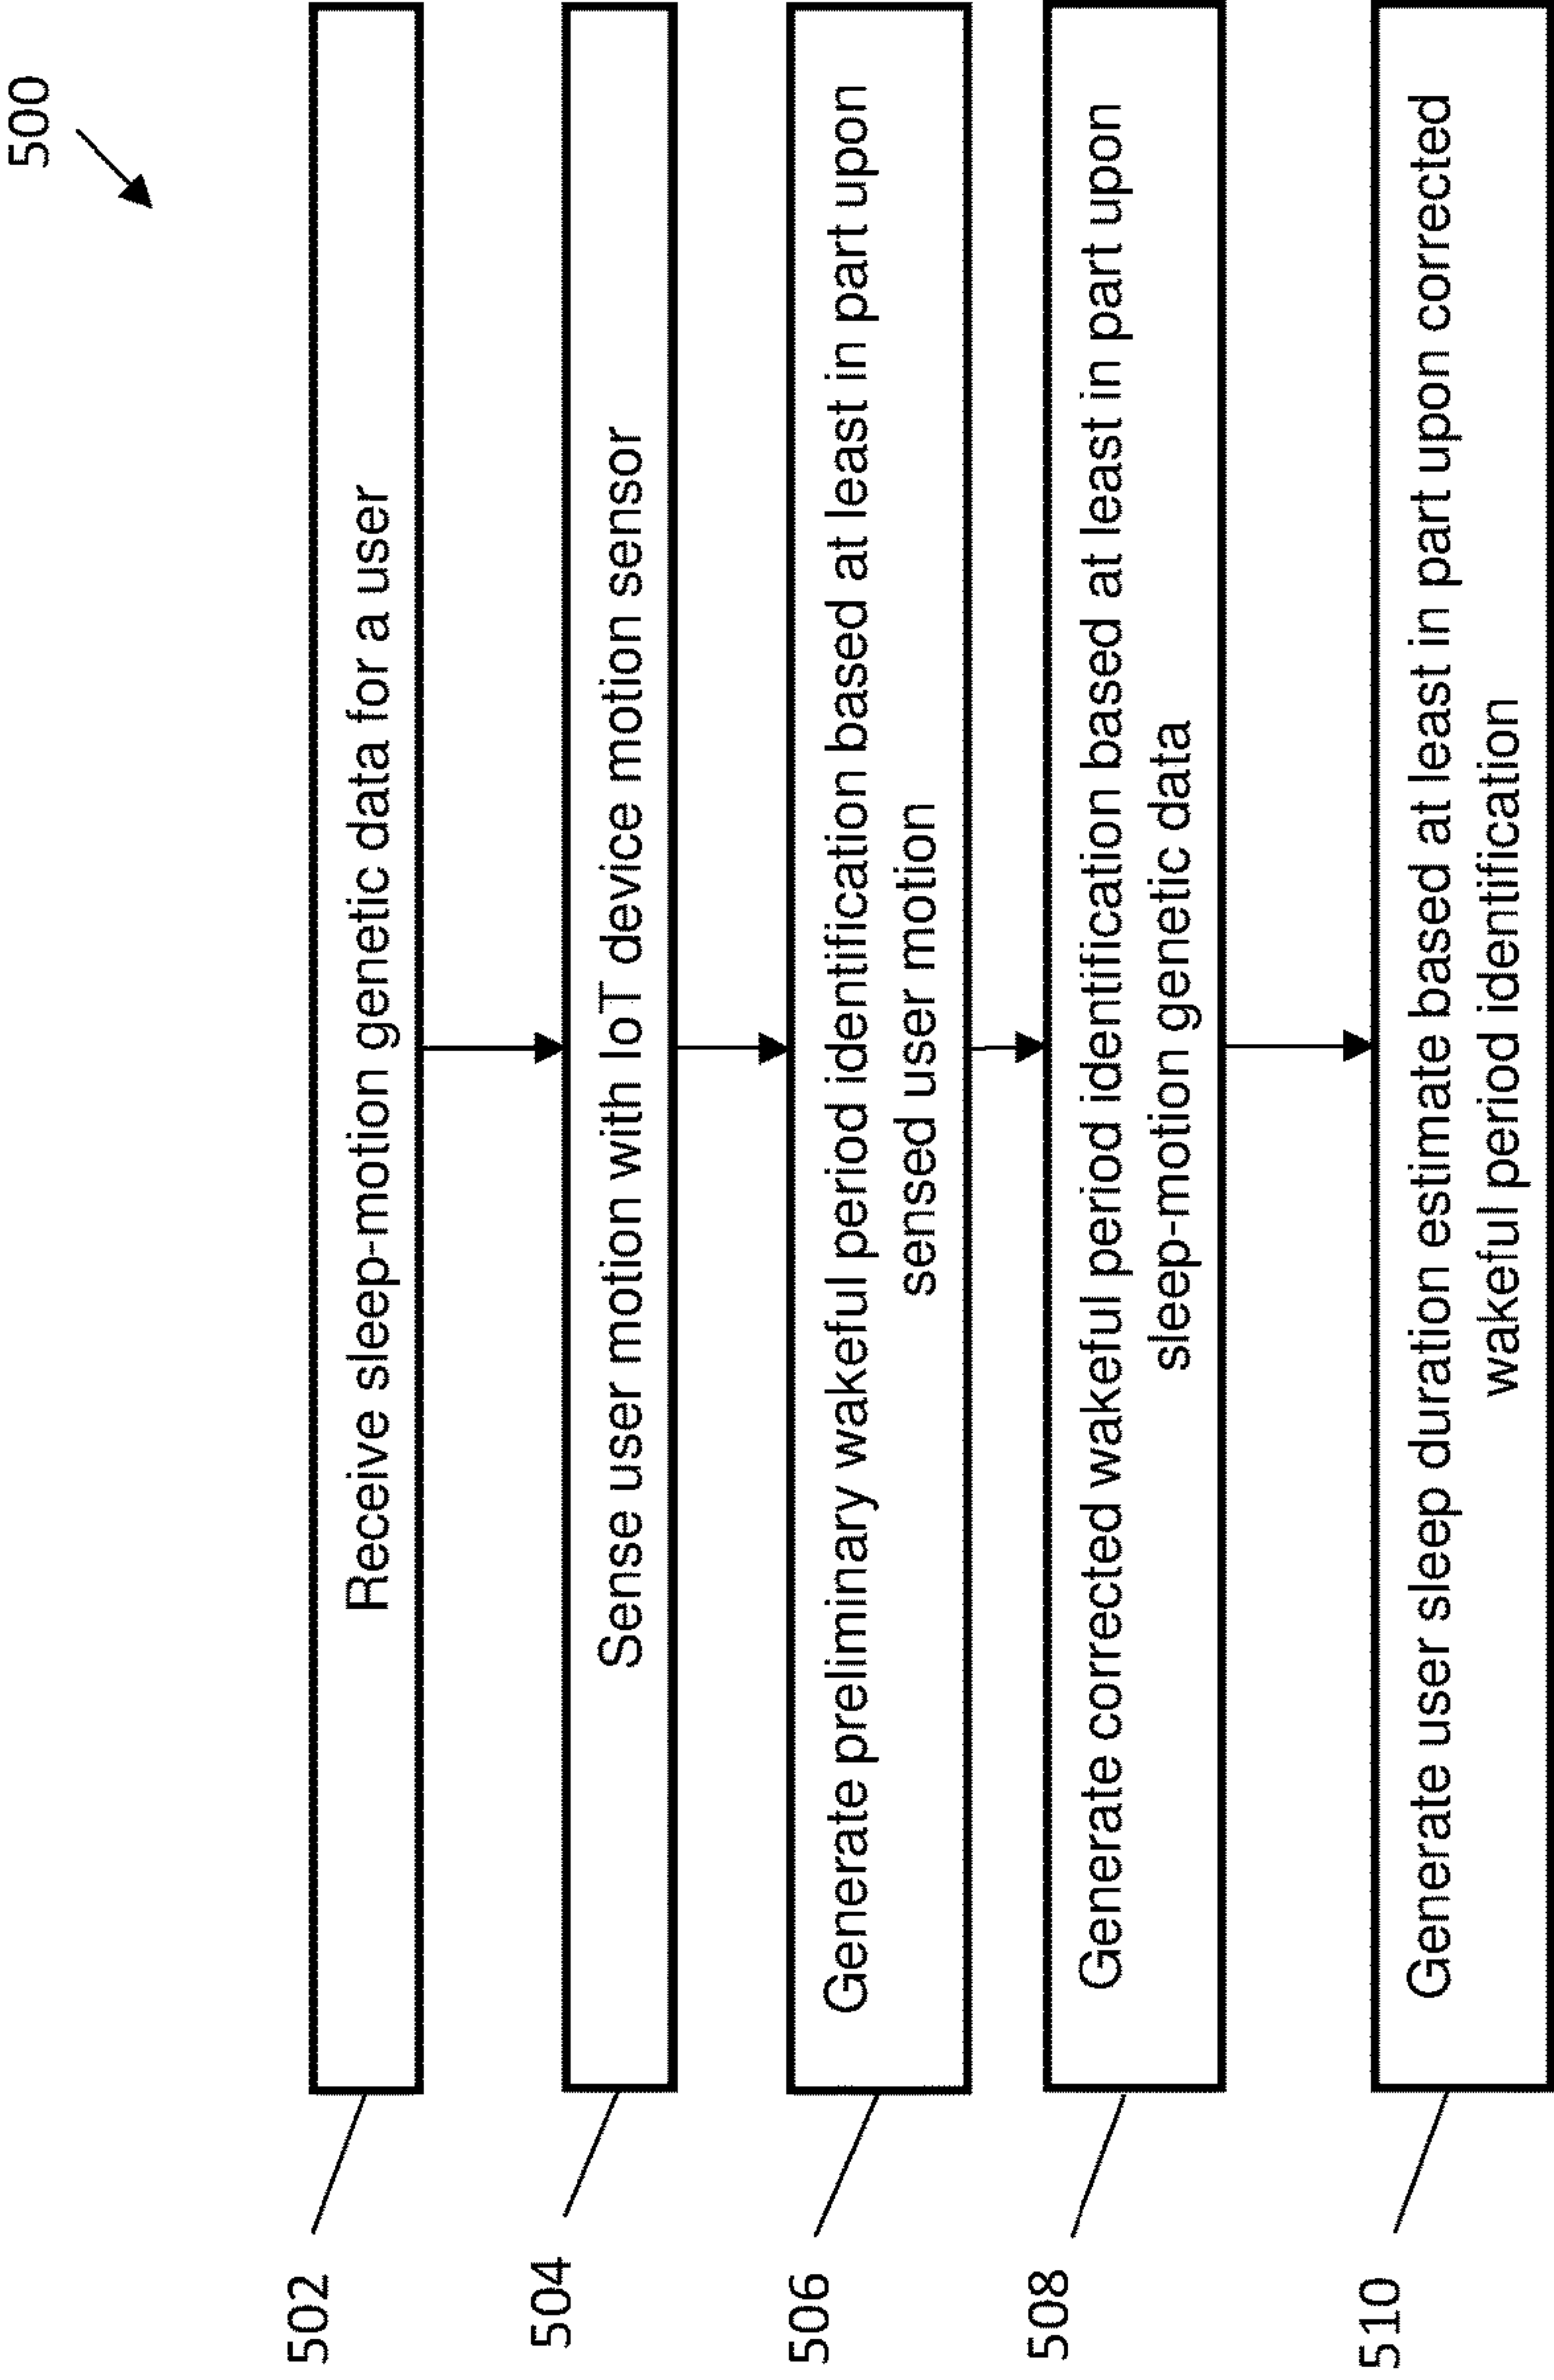 500
502
Receive sleep-motion genetic data for a user
504
Sense user motion with IoT device motion sensor
506
Generate preliminary wakeful period identification based at least in part upon
sensed user motion
508
Generate corrected wakeful period identification based at least in part upon
sleep-motion genetic data
510
Generate user sleep duration estimate based at least in part upon corrected
wakeful period identification